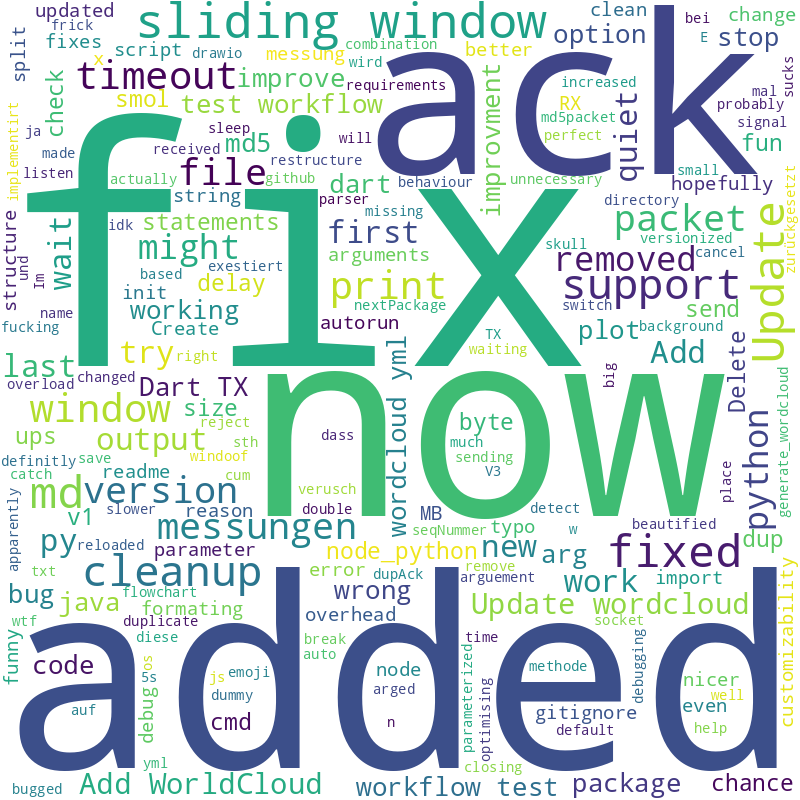 updated
frick
fixes
script
drawio
combination
better
clean
option
bei
change
E
stop
split
x
messung
wird
sliding window
ack
timeout
improve
requirements
increased
mal
sucks
check
smol
test workflow
RX
md5packet
quiet
probably
signal
implementirt
ja
made
sleep
will
improvment
perfect
fun
listen
received
md5
restructure
fix
file
actually
github
parser
dart
behaviour
unnecessary
small
hopefully
string
missing
directory
structure
und
wait
idk
statements
first
packet
versionized
zurückgesetzt
might
arguments
skull
removed
cancel
Im
based
exestiert
delay
print
support
Update
name
init
nextPackage
switch
send
fucking
working
Create
autorun
TX
plot
background
try
right
waiting
Add
last
overload
changed
Dart TX
wordcloud yml
big
Delete
generate_wordcloud
window
size
reject
sth
now
byte
ups
output
dass
much
sending
V3
python
definitly
save
windoof
place
catch
readme
cum
verusch
md
version
slower
reason
double
MB
seqNummer
detect
beautified
apparently
v1
reloaded
messungen
typo
w
dup
py
parameter
node_python
new
arg
fixed
txt
cleanup
error
dupAck
remove
arguement
work
import
bug
java
flowchart
formating
wrong
Update wordcloud
customizability
wtf
duplicate
overhead
socket
funny
diese
break
auto
time
added
code
debug
os
js
emoji
node
parameterized
methode
debugging
nicer
5s
dummy
arged
optimising
well
auf
cmd
n
gitignore
even
default
help
yml
closing
bugged
Add WorldCloud
workflow test
package
chance